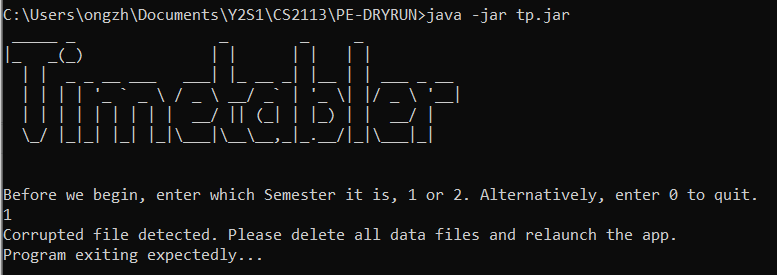 C:\Users\ongzh\Documents\Y2S1\CS2113\PE-DRYRUN>java -jar tp.jar
Timetabler
Before we begin, enter which Semester it is, 1 or 2. Alternatively, enter 0 to quit.
1
Corrupted file detected. Please delete all data files and relaunch the app.
Program exiting expectedly...